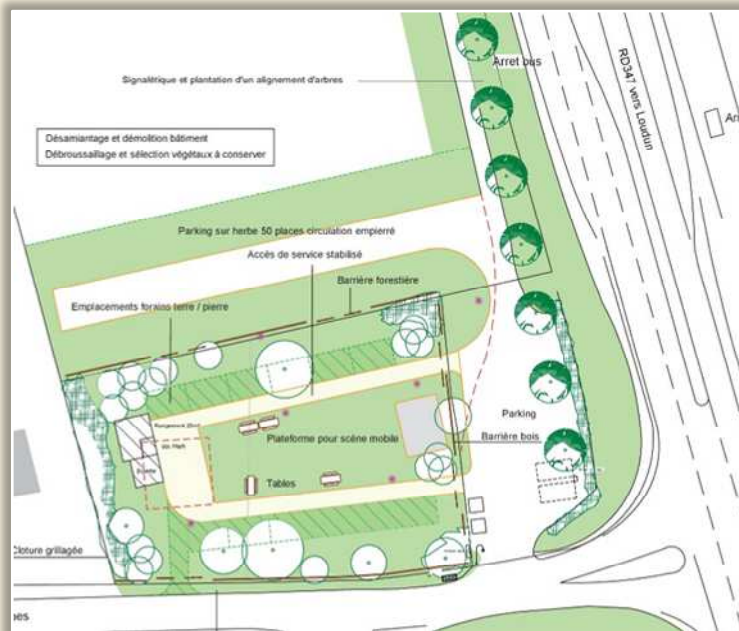 Arret bus
Signalétique et plantation d'un alignement d'arbres
RD347 vers Loudun
Désamiantage et démolition bâtiment
Débroussaillage et sélection végétaux à conserver
Parking sur herbe 50 places circulation empierré
Accès de service stabilisé
Barrière forestière
Emplacements forains terre / pierre
Parking
Plateforme pour scène mobile
Barrière bois
Tables
Cloture grillagée